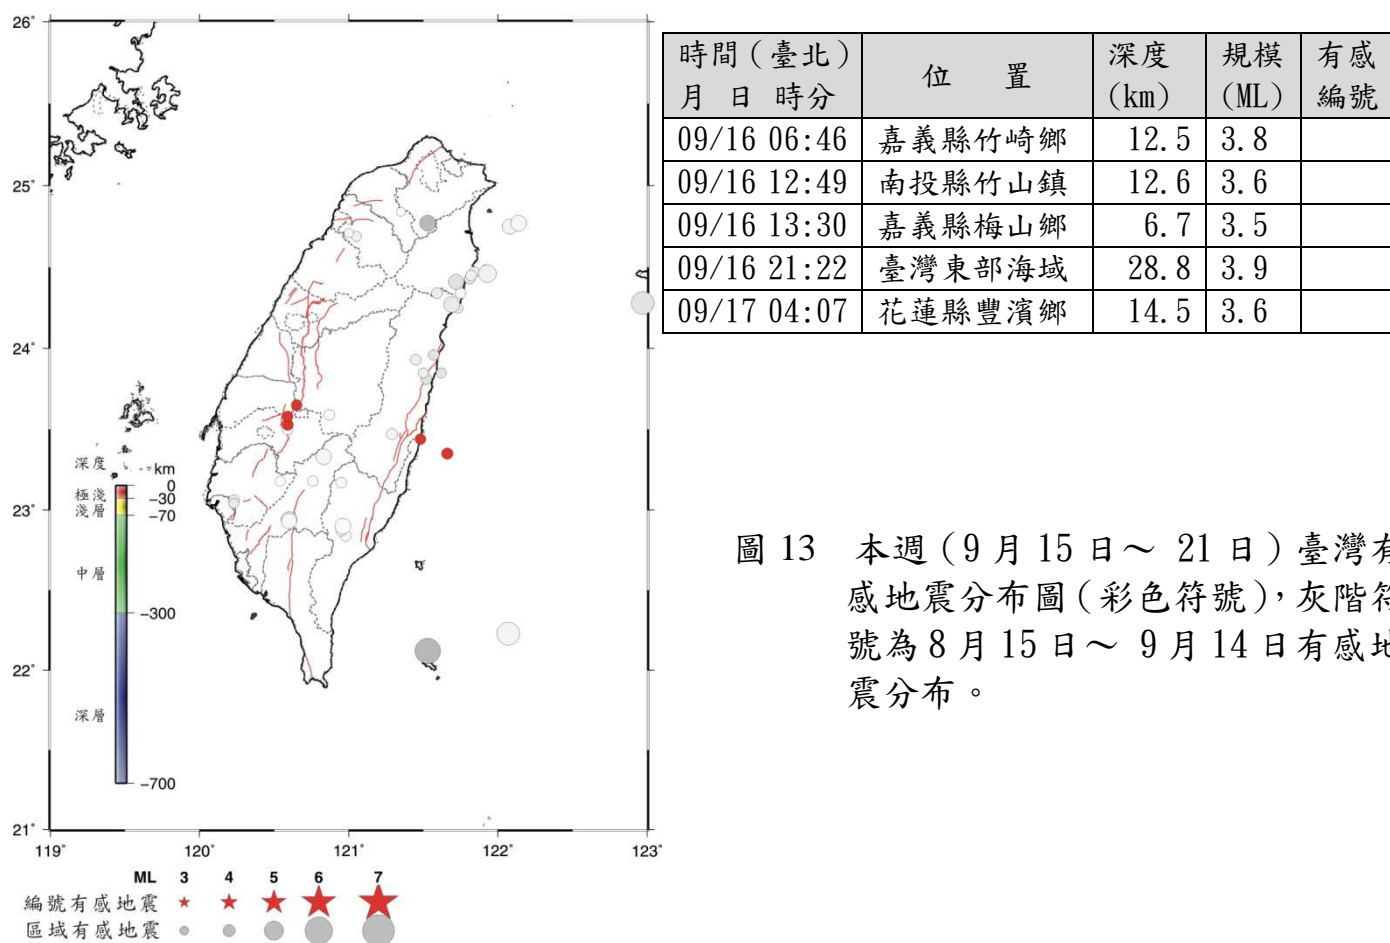 26°
25°
24°
23°
22°
21°
119°
120°
121°
122°
123°
深度
km
極淺
淺層
中層
深層
0
-30
-70
-300
-700
ML 3 4 5 6 7
編號有感地震
區域有感地震
時間（臺北） 位 置 深度 規模 有感
月 日 時分 (km) (ML) 編號
09/16 06:46 嘉義縣竹崎鄉 12.5 3.8
09/16 12:49 南投縣竹山鎮 12.6 3.6
09/16 13:30 嘉義縣梅山鄉 6.7 3.5
09/16 21:22 臺灣東部海域 28.8 3.9
09/17 04:07 花蓮縣豐濱鄉 14.5 3.6
圖 13 本週（9 月 15 日～ 21 日）臺灣有
感地震分布圖（彩色符號），灰階符
號為 8 月 15 日～ 9 月 14 日有感地
震分布。